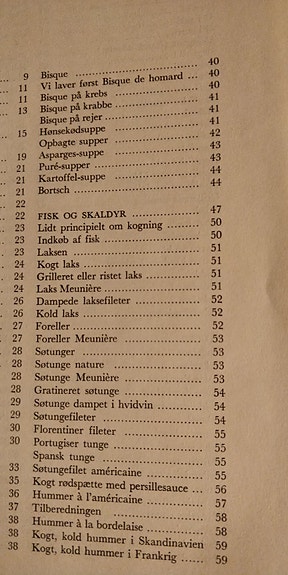 9 Bisque ........ 40
11 Vi laver først Bisque de homard ... 40
11 Bisque på krebs ........ 40
13 Bisque på krabbe ........ 41
Bisque på rejer ........ 41
15 Hønsekødsuppe ........ 41
Opbagte supper ........ 42
19 Asparges-suppe ........ 43
21 Puré-supper ........ 43
21 Kartoffel-suppe ........ 44
21 Bortsch ........ 44
22
22 FISK OG SKALDYR ........ 47
23 Lidt principielt om kogning ........ 50
23 Indkøb af fisk ........ 50
23 Laksen ........ 51
24 Kogt laks ........ 51
24 Grilleret eller ristet laks ........ 51
24 Laks Meunière ........ 51
26 Dampede laksefileter ........ 52
26 Kold laks ........ 52
27 Foreller ........ 52
27 Foreller Meunière ........ 53
28 Søtunger ........ 53
28 Søtunge nature ........ 53
28 Søtunge Meunière ........ 53
28 Gratineret søtunge ........ 54
29 Søtunge dampet i hvidvin ........ 54
29 Søtungefileter ........ 54
30 Florentiner fileter ........ 55
30 Portugiser tunge ........ 55
Spansk tunge ........ 55
33 Søtungefilet américaine ........ 55
35 Kogt rødspætte med persillesauce ... 56
36 Hummer à l'américaine ........ 57
37 Tilberedningen ........ 58
38 Hummer à la bordelaise ........ 58
38 Kogt, kold hummer i Skandinavien 59
38 Kogt, kold hummer i Frankrig ..... 59